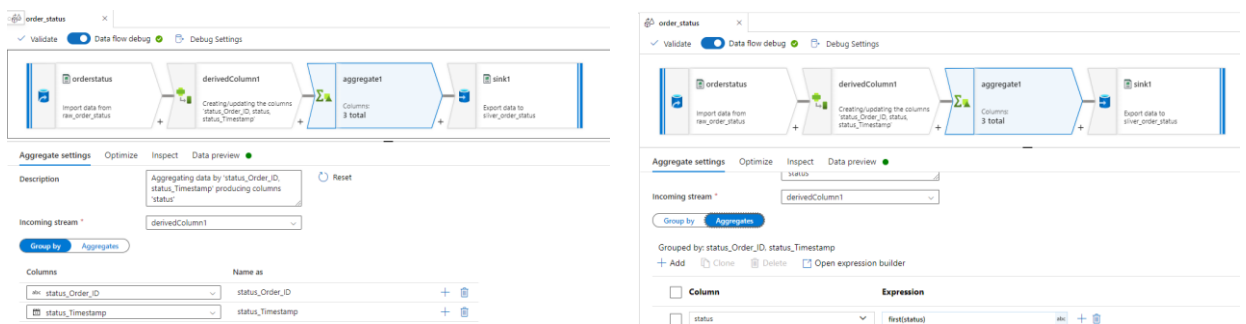 order_status ×
Validate Data flow debug Debug Settings
orderstatus
Import data from
raw_order_status
+
derivedColumn1
Creating/updating the columns
'status_Order_ID, status,
status_Timestamp'
+
aggregate1
Columns:
3 total
+
sink1
Export data to
silver_order_status
Aggregate settings Optimize Inspect Data preview
Description
Aggregating data by 'status_Order_ID,
status_Timestamp' producing columns
'status'
Reset
Incoming stream *
derivedColumn1
Group by Aggregates
Columns Name as
abc status_Order_ID status_Order_ID +
status_Timestamp status_Timestamp +
order_status ×
Validate Data flow debug Debug Settings
orderstatus
Import data from
raw_order_status
+
derivedColumn1
Creating/updating the columns
'status_Order_ID, status,
status_Timestamp'
+
aggregate1
Columns:
3 total
+
sink1
Export data to
silver_order_status
Aggregate settings Optimize Inspect Data preview
status
Incoming stream *
derivedColumn1
Group by Aggregates
Grouped by: status_Order_ID, status_Timestamp
+ Add Clone Delete Open expression builder
Column Expression
status first(status) abc +